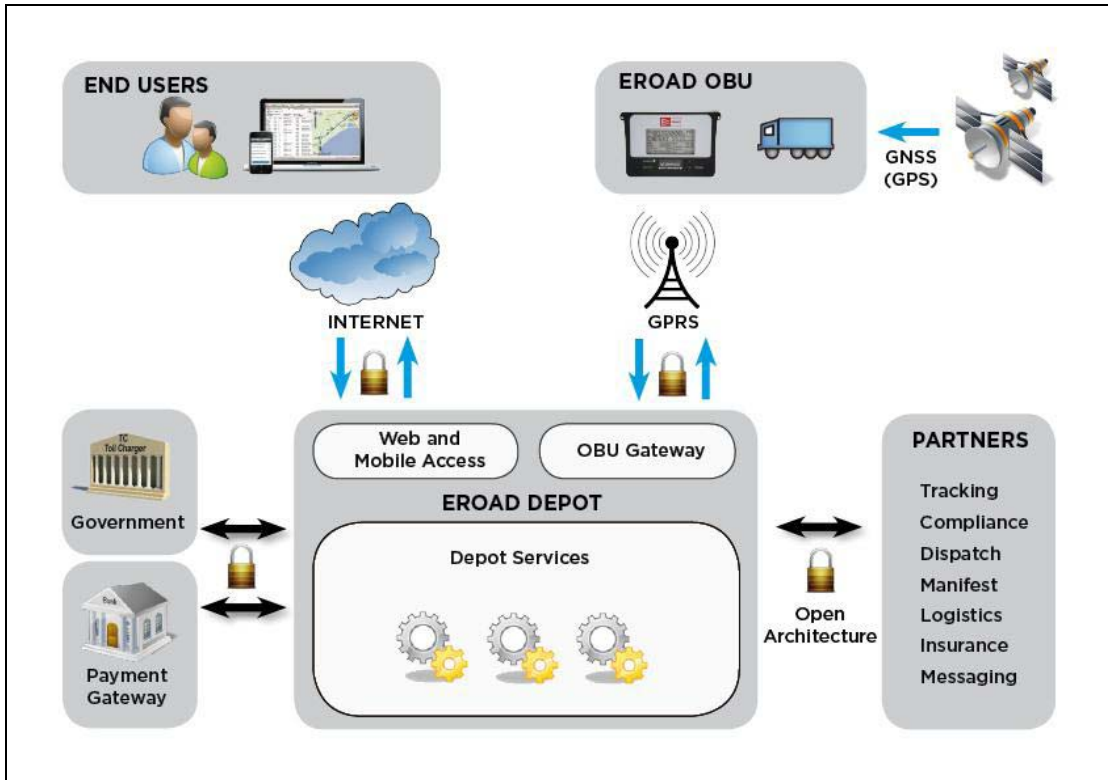 END USERS
EROAD OBU
GNSS
(GPS)
INTERNET
GPRS
TC
Toll Charger
Government
Web and
Mobile Access
OBU Gateway
EROAD DEPOT
Depot Services
Bank
Payment
Gateway
Open
Architecture
PARTNERS
Tracking
Compliance
Dispatch
Manifest
Logistics
Insurance
Messaging